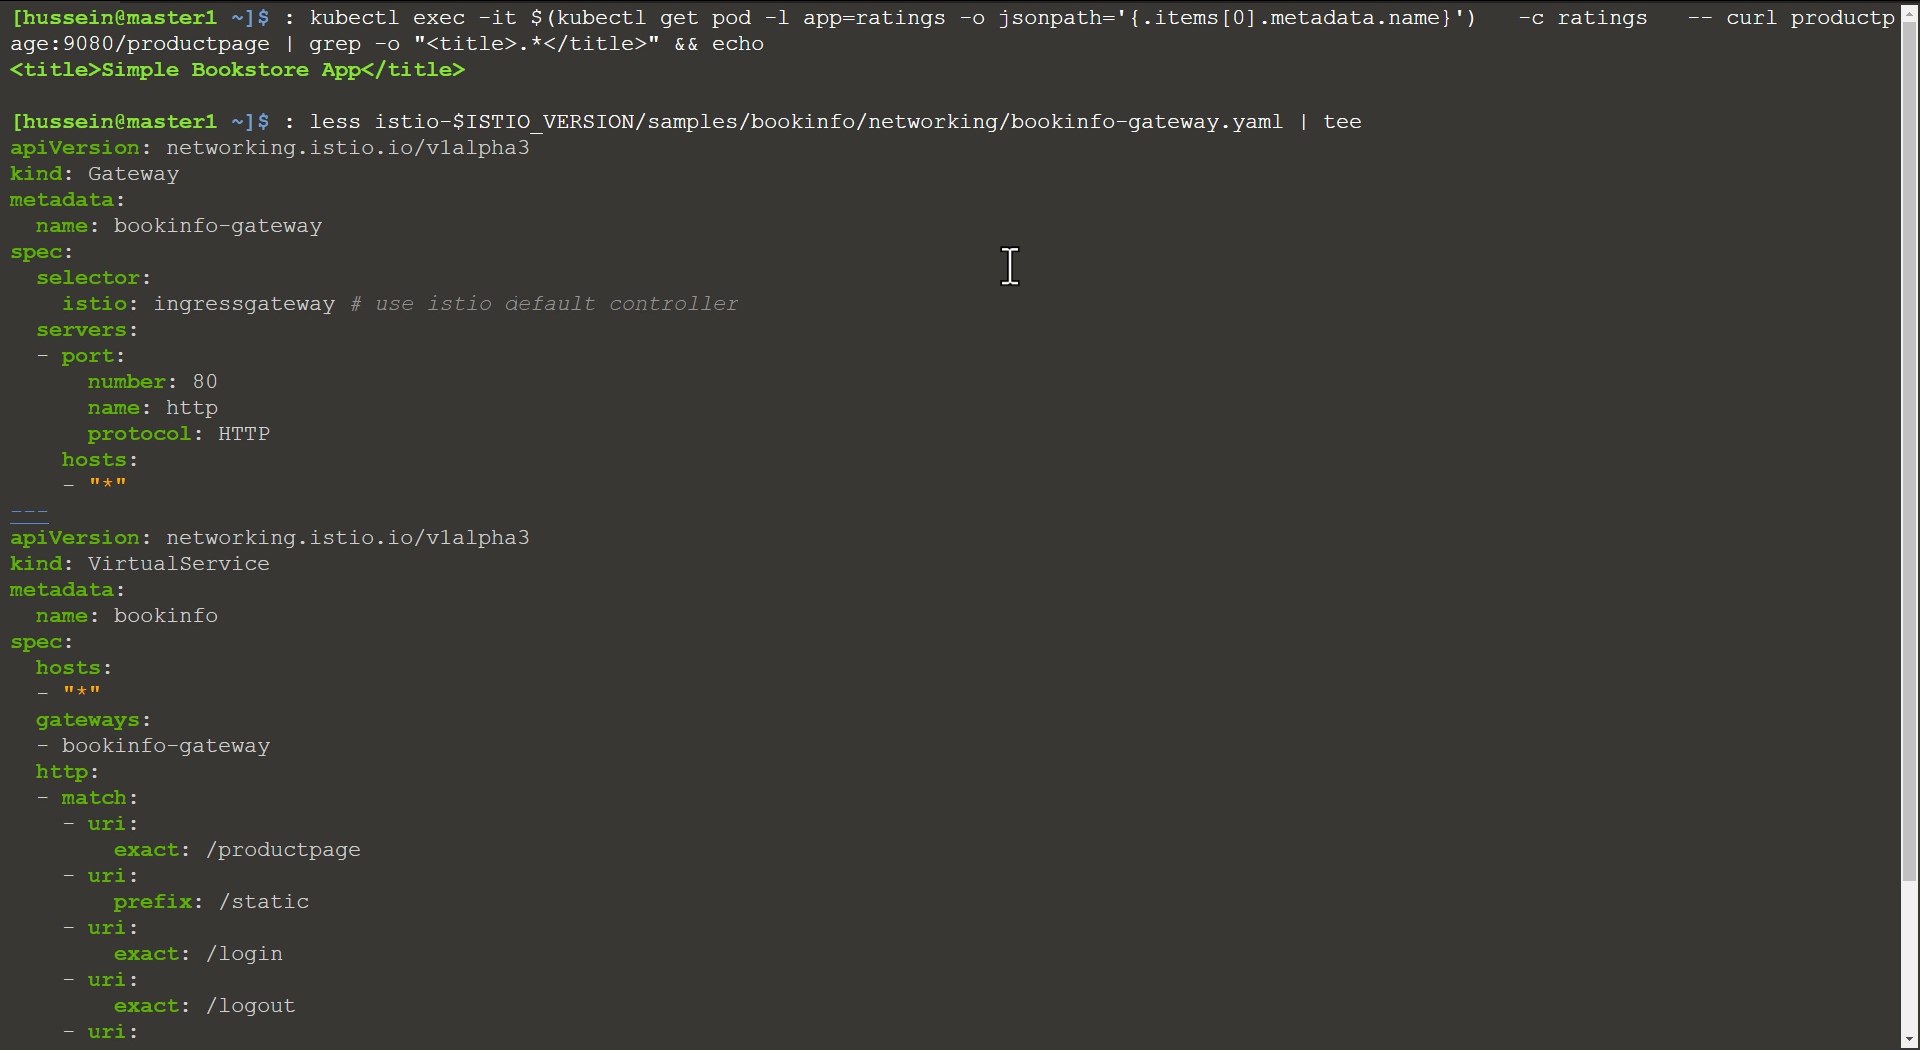 [hussein@master1 ~]$ : kubectl exec -it $(kubectl get pod -l app=ratings -o jsonpath='{.items[0].metadata.name}')   -c ratings   -- curl productp
age:9080/productpage | grep -o "<title>.*</title>" && echo
<title>Simple Bookstore App</title>

[hussein@master1 ~]$ : less istio-$ISTIO_VERSION/samples/bookinfo/networking/bookinfo-gateway.yaml | tee
apiVersion: networking.istio.io/v1alpha3
kind: Gateway
metadata:
  name: bookinfo-gateway
spec:
  selector:
    istio: ingressgateway # use istio default controller
  servers:
  - port:
      number: 80
      name: http
      protocol: HTTP
    hosts:
    - "*"
---
apiVersion: networking.istio.io/v1alpha3
kind: VirtualService
metadata:
  name: bookinfo
spec:
  hosts:
  - "*"
  gateways:
  - bookinfo-gateway
  http:
  - match:
    - uri:
        exact: /productpage
    - uri:
        prefix: /static
    - uri:
        exact: /login
    - uri:
        exact: /logout
    - uri: